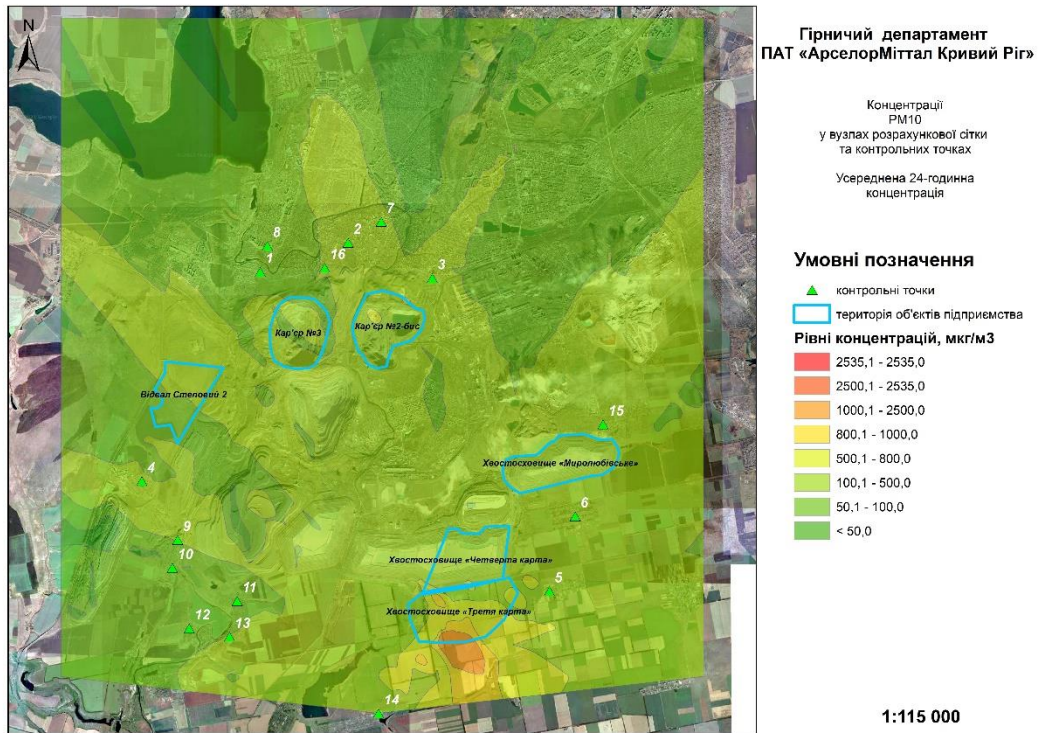 N
Гірничий департамент
ПАТ «АрселорМіттал Кривий Ріг»
Концентрації
PM10
у вузлах розрахункової сітки
та контрольних точках
Усереднена 24-годинна
концентрація
Умовні позначення
контрольні точки
територія об'єктів підприємства
Рівні концентрацій, мкг/м3
2535,1 - 2535,0
2500,1 - 2535,0
1000,1 - 2500,0
800,1 - 1000,0
500,1 - 800,0
100,1 - 500,0
50,1 - 100,0
< 50,0
1:115 000
7
2
8
1
16
3
Кар'єр №3
Кар'єр №2-біс
Відвал Степовий 2
15
Хвостосховище «Миролюбівське»
4
6
9
Хвостосховище «Четверта карта»
10
5
11
Хвостосховище «Третя карта»
12
13
14